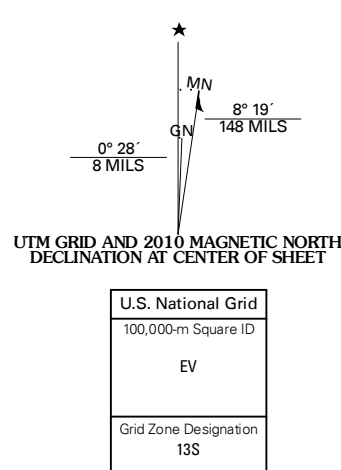 ★
MN
8° 19´
148 MILS
GN
0° 28´
8 MILS
UTM GRID AND 2010 MAGNETIC NORTH
DECLINATION AT CENTER OF SHEET
U.S. National Grid
100,000-m Square ID
EV
Grid Zone Designation
13S